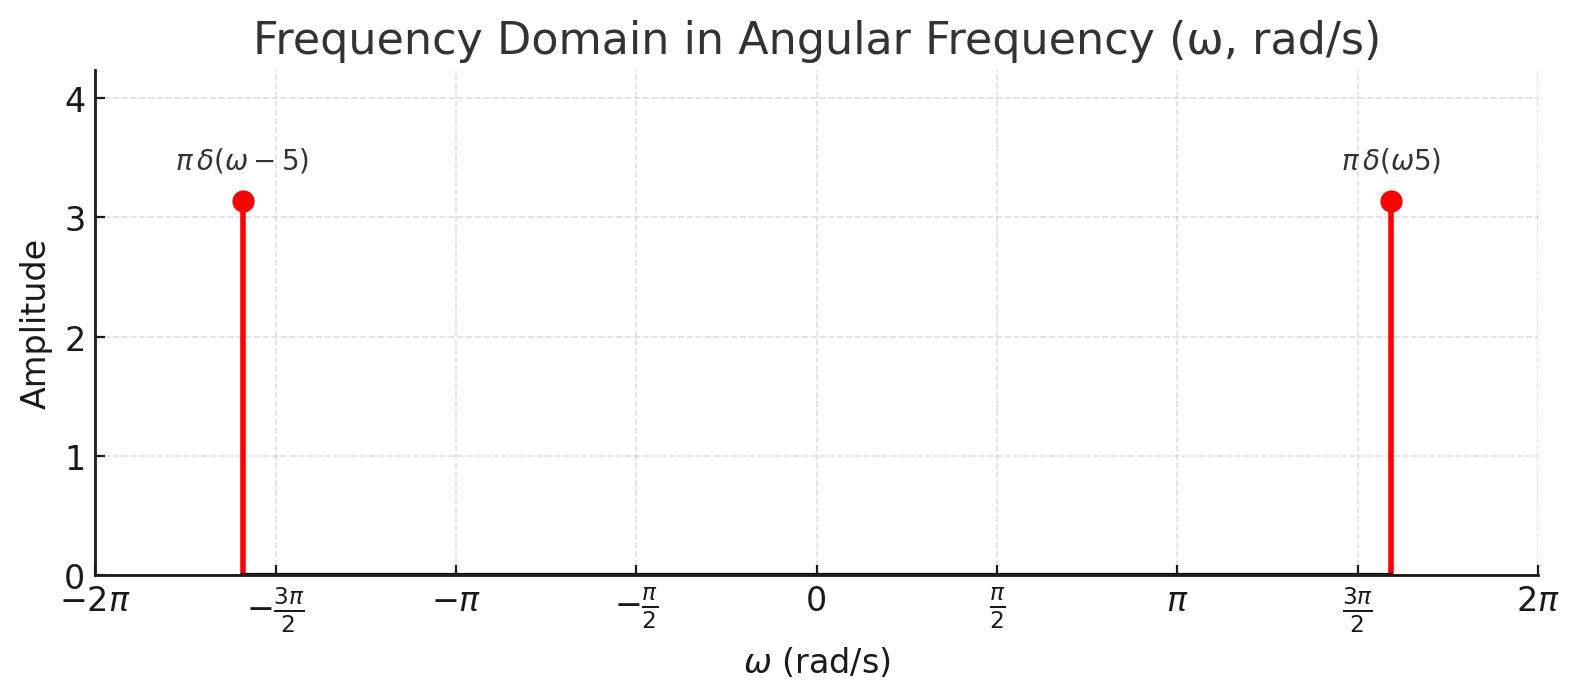 Frequency Domain in Angular Frequency (ω, rad/s)
4
π δ(ω − 5)
π δ(ω5)
3
Amplitude
2
1
0
−2π
−3π/2
−π
−π/2
0
π/2
π
3π/2
2π
ω (rad/s)